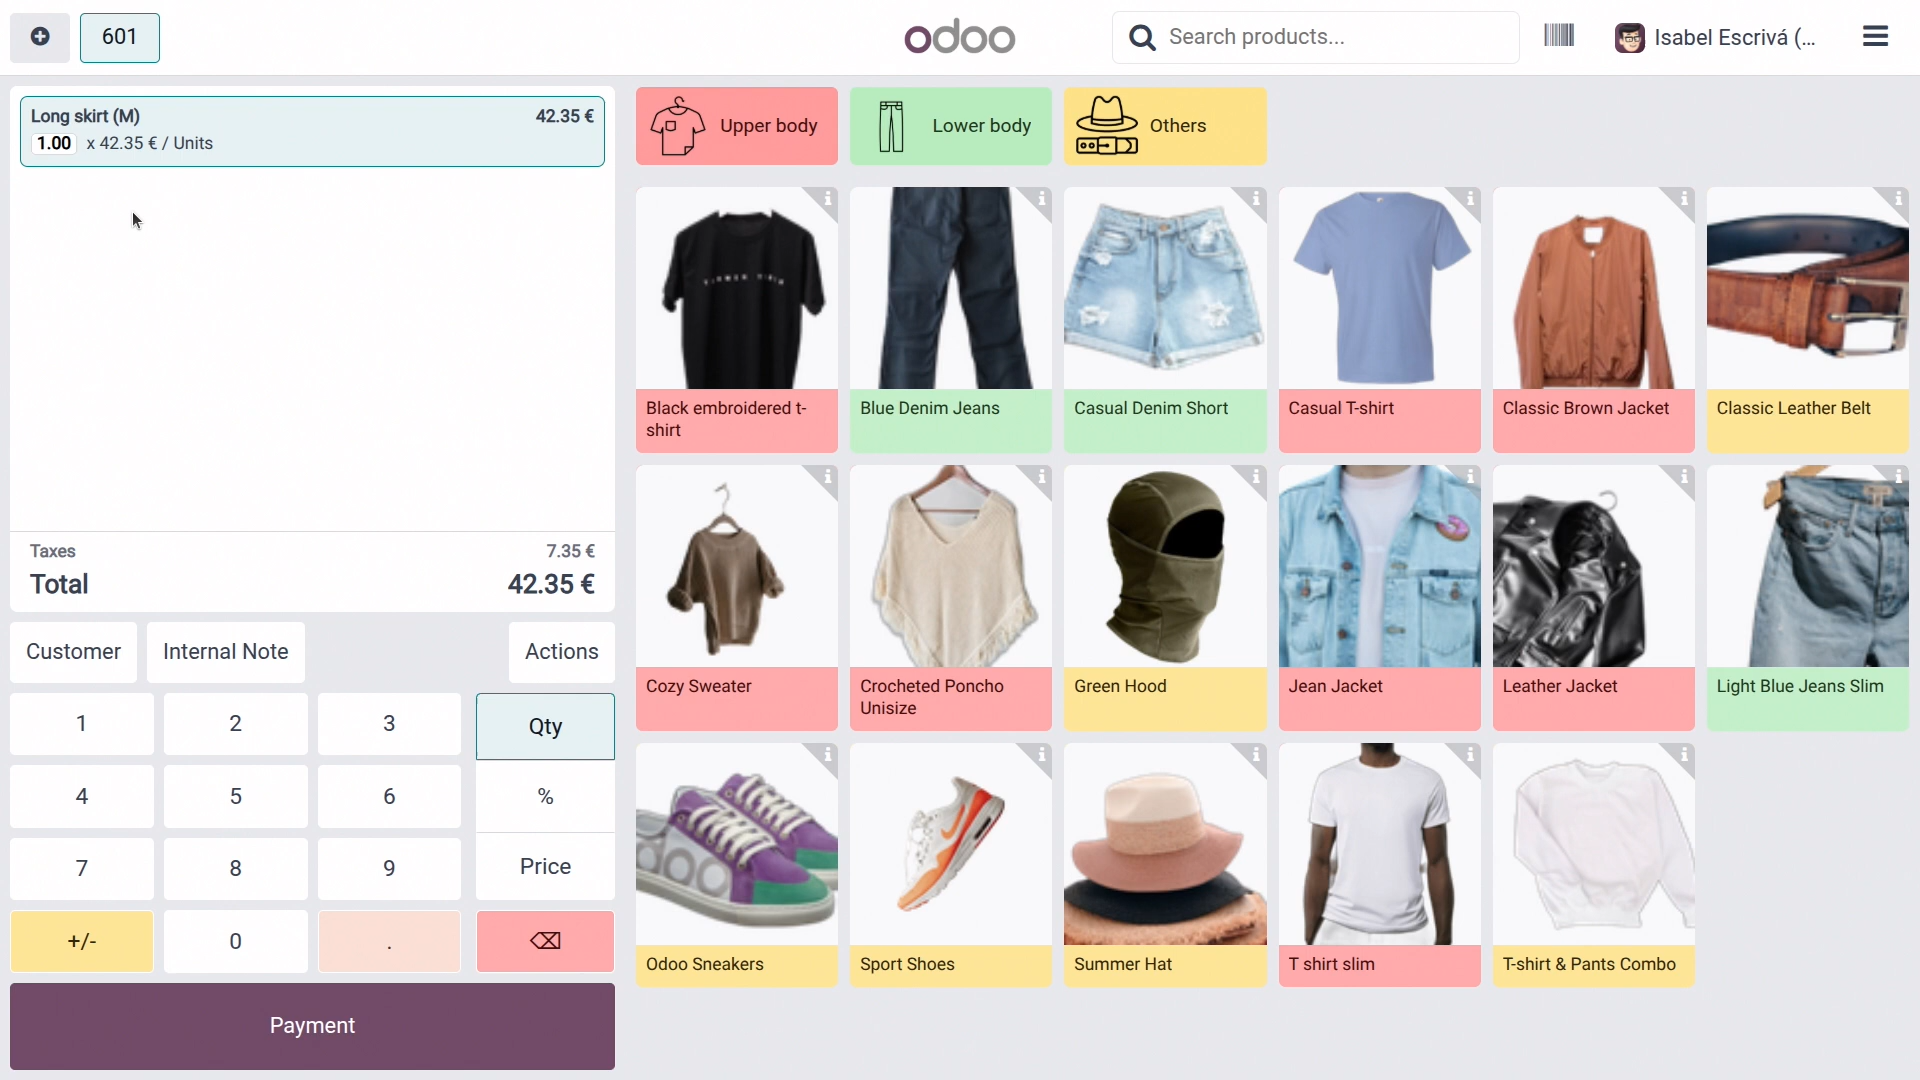 601
odoo
Search products...
Isabel Escrivá (...
Long skirt (M)
42.35 €
1.00 x 42.35 € / Units
Taxes
7.35 €
Total
42.35 €
Customer
Internal Note
Actions
1
2
3
Qty
4
5
6
%
7
8
9
Price
+/-
0
.
Payment
Upper body
Lower body
Others
Black embroidered t-
shirt
Blue Denim Jeans
Casual Denim Short
Casual T-shirt
Classic Brown Jacket
Classic Leather Belt
Cozy Sweater
Crocheted Poncho
Unisize
Green Hood
Jean Jacket
Leather Jacket
Light Blue Jeans Slim
Odoo Sneakers
Sport Shoes
Summer Hat
T shirt slim
T-shirt & Pants Combo